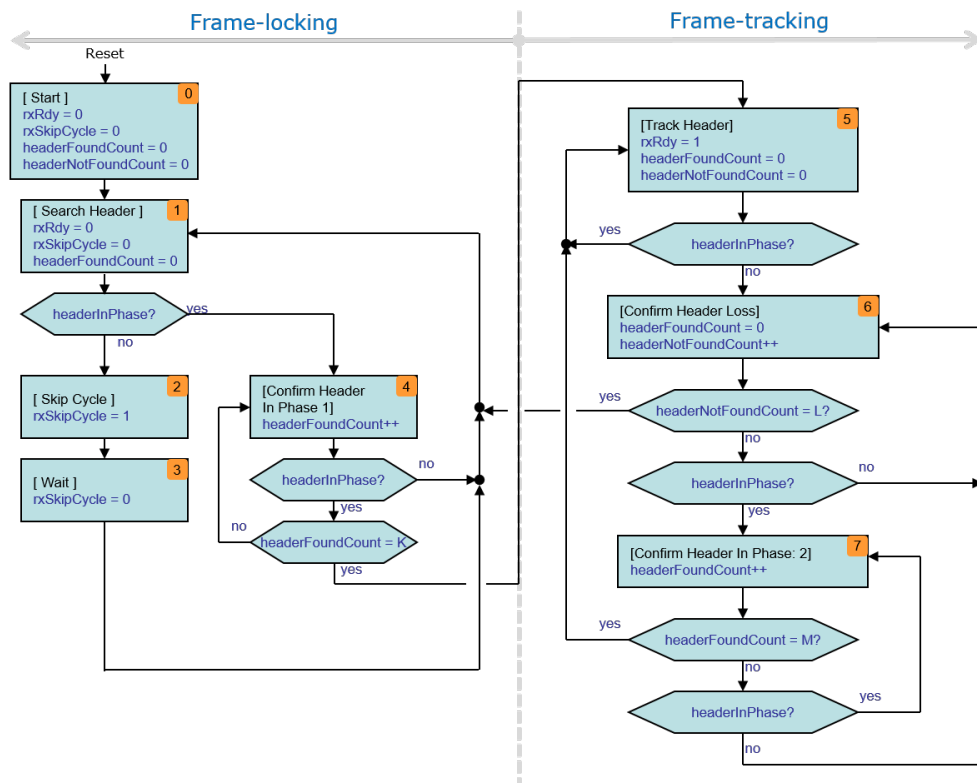 Frame-locking
Frame-tracking
Reset
0
[ Start ]
rxRdy = 0
rxSkipCycle = 0
headerFoundCount = 0
headerNotFoundCount = 0
1
[ Search Header ]
rxRdy = 0
rxSkipCycle = 0
headerFoundCount = 0
headerInPhase?
yes
no
2
[ Skip Cycle ]
rxSkipCycle = 1
3
[ Wait ]
rxSkipCycle = 0
4
[Confirm Header
In Phase 1]
headerFoundCount++
headerInPhase?
no
yes
headerFoundCount = K
no
yes
5
[Track Header]
rxRdy = 1
headerFoundCount = 0
headerNotFoundCount = 0
yes
headerInPhase?
no
6
[Confirm Header Loss]
headerFoundCount = 0
headerNotFoundCount++
yes
headerNotFoundCount = L?
no
headerInPhase?
no
yes
7
[Confirm Header In Phase: 2]
headerFoundCount++
yes
headerFoundCount = M?
no
headerInPhase?
yes
no